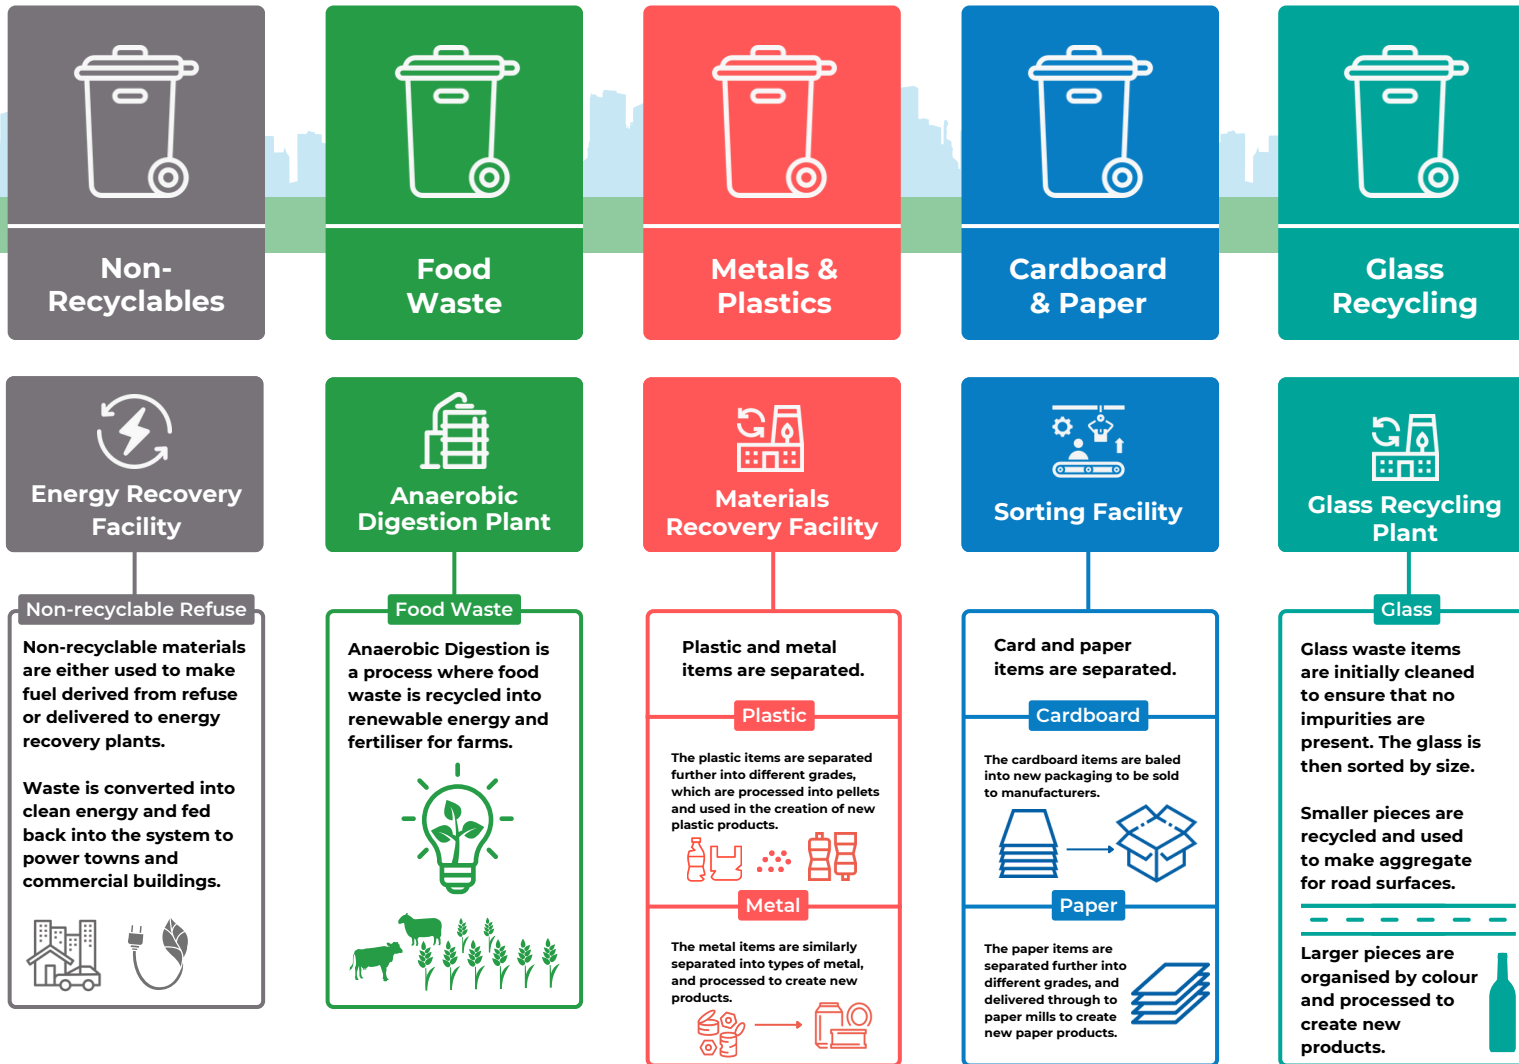 Non-
Recyclables
Food
Waste
Metals &
Plastics
Cardboard
& Paper
Glass
Recycling
Energy Recovery
Facility
Anaerobic
Digestion Plant
Materials
Recovery Facility
Sorting Facility
Glass Recycling
Plant
Non-recyclable Refuse
Non-recyclable materials
are either used to make
fuel derived from refuse
or delivered to energy
recovery plants.
Waste is converted into
clean energy and fed
back into the system to
power towns and
commercial buildings.
Food Waste
Anaerobic Digestion is
a process where food
waste is recycled into
renewable energy and
fertiliser for farms.
Plastic and metal
items are separated.
Plastic
The plastic items are separated
further into different grades,
which are processed into pellets
and used in the creation of new
plastic products.
Metal
The metal items are similarly
separated into types of metal,
and processed to create new
products.
Card and paper
items are separated.
Cardboard
The cardboard items are baled
into new packaging to be sold
to manufacturers.
Paper
The paper items are
separated further into
different grades, and
delivered through to
paper mills to create
new paper products.
Glass
Glass waste items
are initially cleaned
to ensure that no
impurities are
present. The glass is
then sorted by size.
Smaller pieces are
recycled and used
to make aggregate
for road surfaces.
Larger pieces are
organised by colour
and processed to
create new
products.